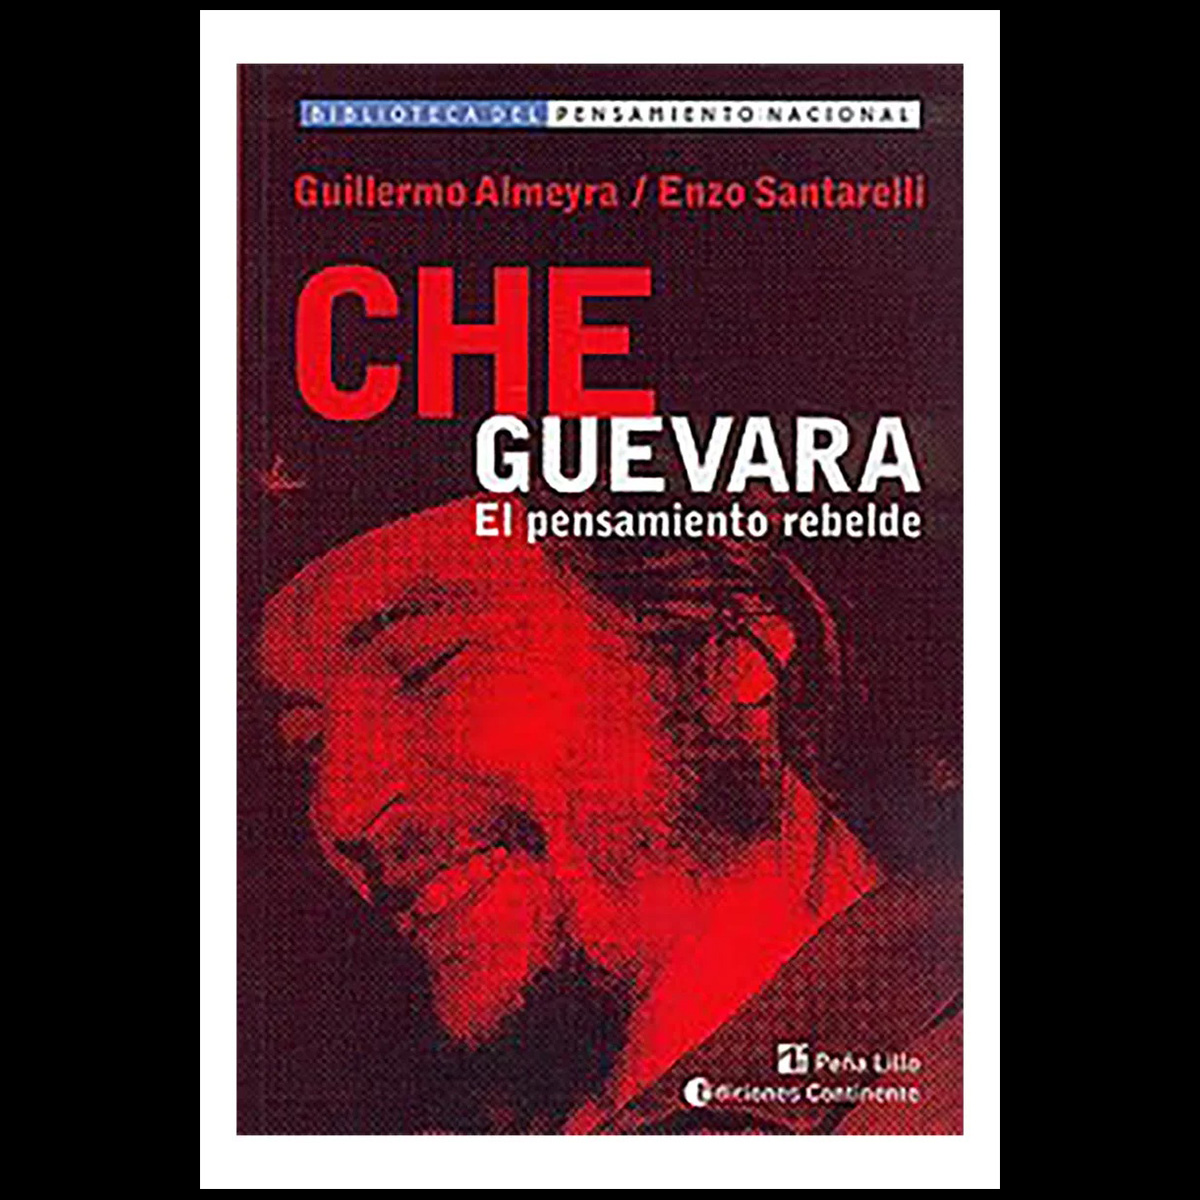 BIBLIOTECA DEL PENSAMIENTO NACIONAL
Guillermo Almeyra / Enzo Santarelli
CHE
GUEVARA
El pensamiento rebelde
Peña Lillo
Ediciones Continente